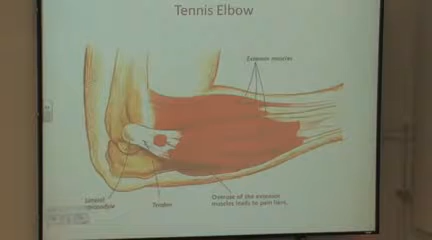 Tennis Elbow
Extensor muscles
Lateral
epicondyle
Tendon
Overuse of the extensor
muscles leads to pain here.